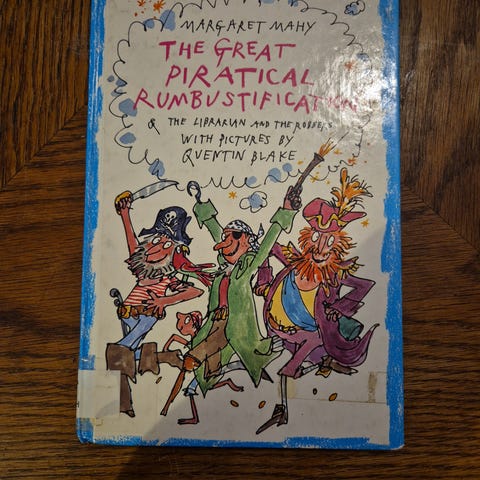 MARGARET MAHY
THE GREAT
PIRATICAL
RUMBUSTIFICATION
& THE LIBRARIAN AND THE ROBBERS
WITH PICTURES BY
QUENTIN BLAKE